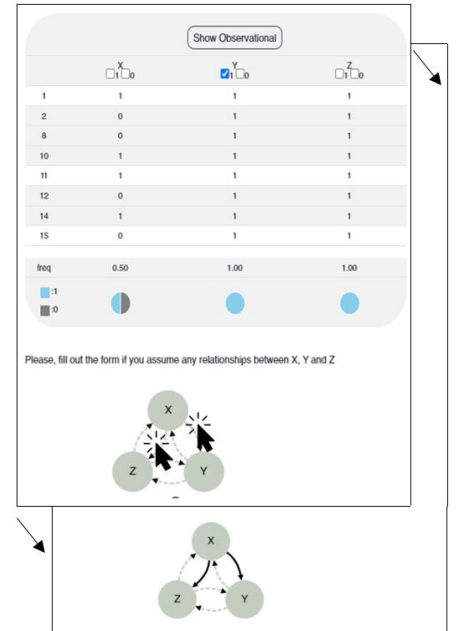 Show Observational
X Y Z
1 0 1 0 1 0
1 1 1 1
2 0 1 1
8 0 1 1
10 1 1 1
11 1 1 1
12 0 1 1
14 1 1 1
15 0 1 1
freq 0.50 1.00 1.00
:1
:0
Please, fill out the form if you assume any relationships between X, Y and Z
X
Z Y
X
Z Y